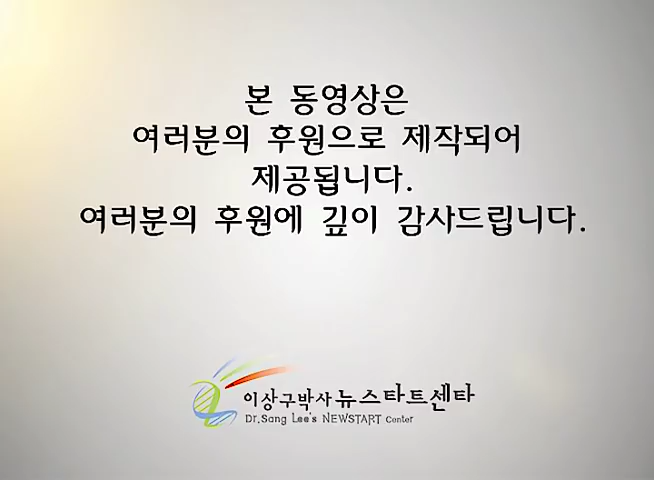 본 동영상은
여러분의 후원으로 제작되어
제공됩니다.
여러분의 후원에 깊이 감사드립니다.
이상구박사 뉴스타트센타
Dr.Sang Lee's NEWSTART Center